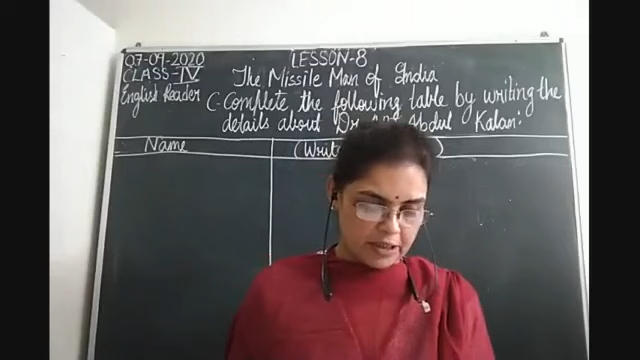 07-09-2020
LESSON-8
CLASS-IV
The Missile Man of India
English Reader
C-Complete the following table by writing the
details about Dr. Abdul Kalam:
Name